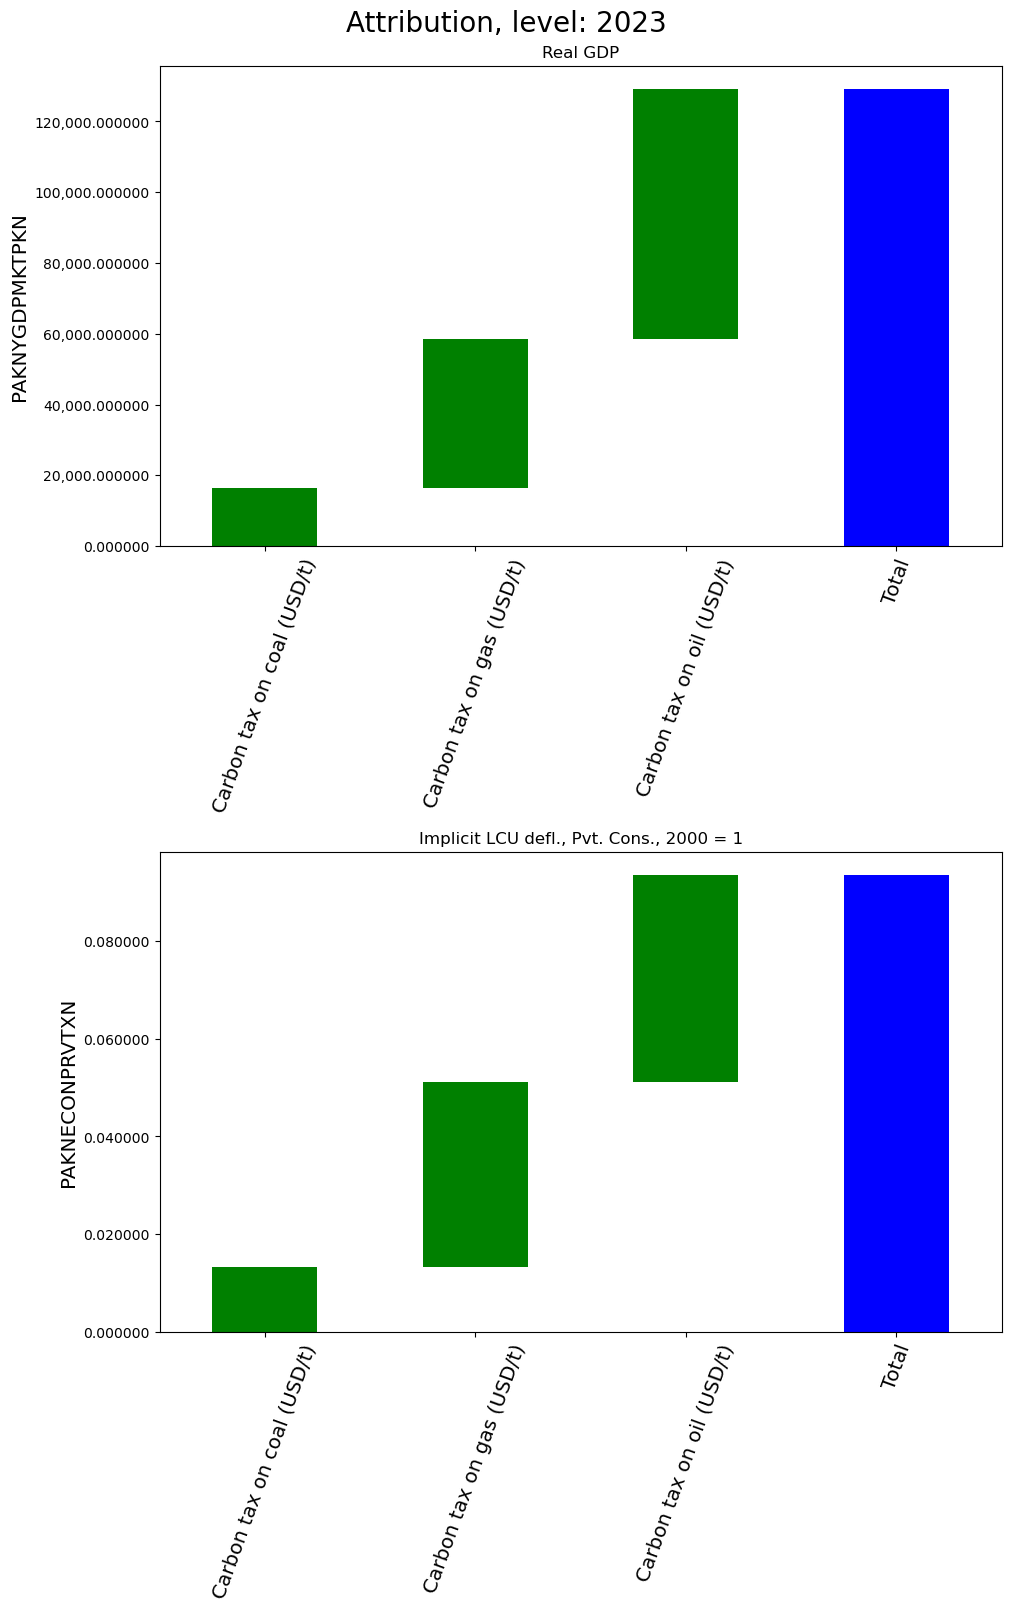 Attribution, level: 2023
Real GDP
PAKNYGDPMKTPKN
120,000.000000
100,000.000000
80,000.000000
60,000.000000
40,000.000000
20,000.000000
0.000000
Carbon tax on coal (USD/t)
Carbon tax on gas (USD/t)
Carbon tax on oil (USD/t)
Total
Implicit LCU defl., Pvt. Cons., 2000 = 1
PAKNECONPRVTXN
0.080000
0.060000
0.040000
0.020000
0.000000
Carbon tax on coal (USD/t)
Carbon tax on gas (USD/t)
Carbon tax on oil (USD/t)
Total